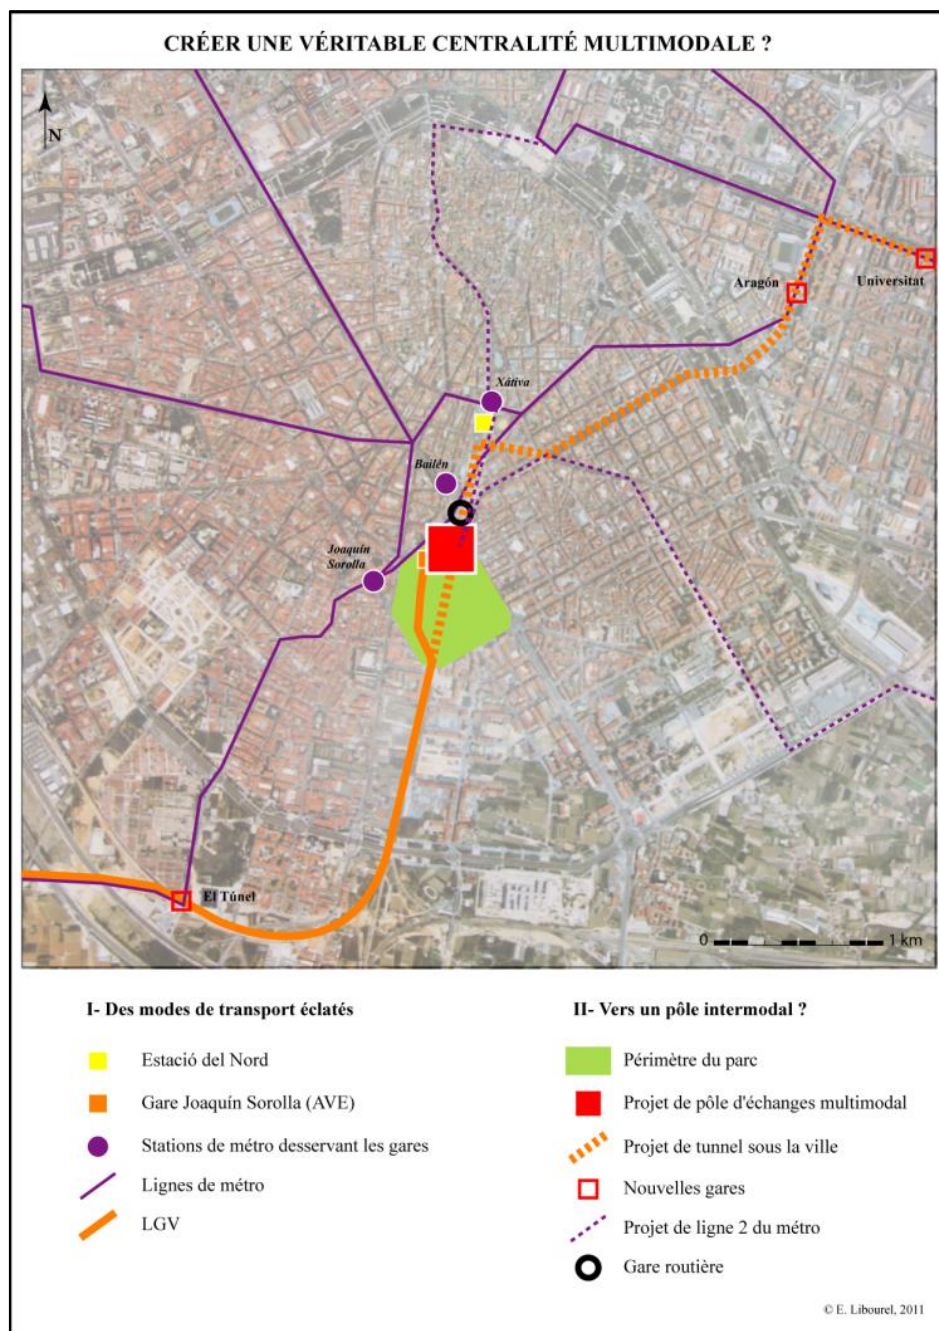 CRÉER UNE VÉRITABLE CENTRALITÉ MULTIMODALE ?
N
Aragón
Universitat
Xátiva
Bailén
Joaquín
Sorolla
El Túnel
0 1 km
I- Des modes de transport éclatés
Estació del Nord
Gare Joaquín Sorolla (AVE)
Stations de métro desservant les gares
Lignes de métro
LGV
II- Vers un pôle intermodal ?
Périmètre du parc
Projet de pôle d'échanges multimodal
Projet de tunnel sous la ville
Nouvelles gares
Projet de ligne 2 du métro
Gare routière
© E. Libourel, 2011